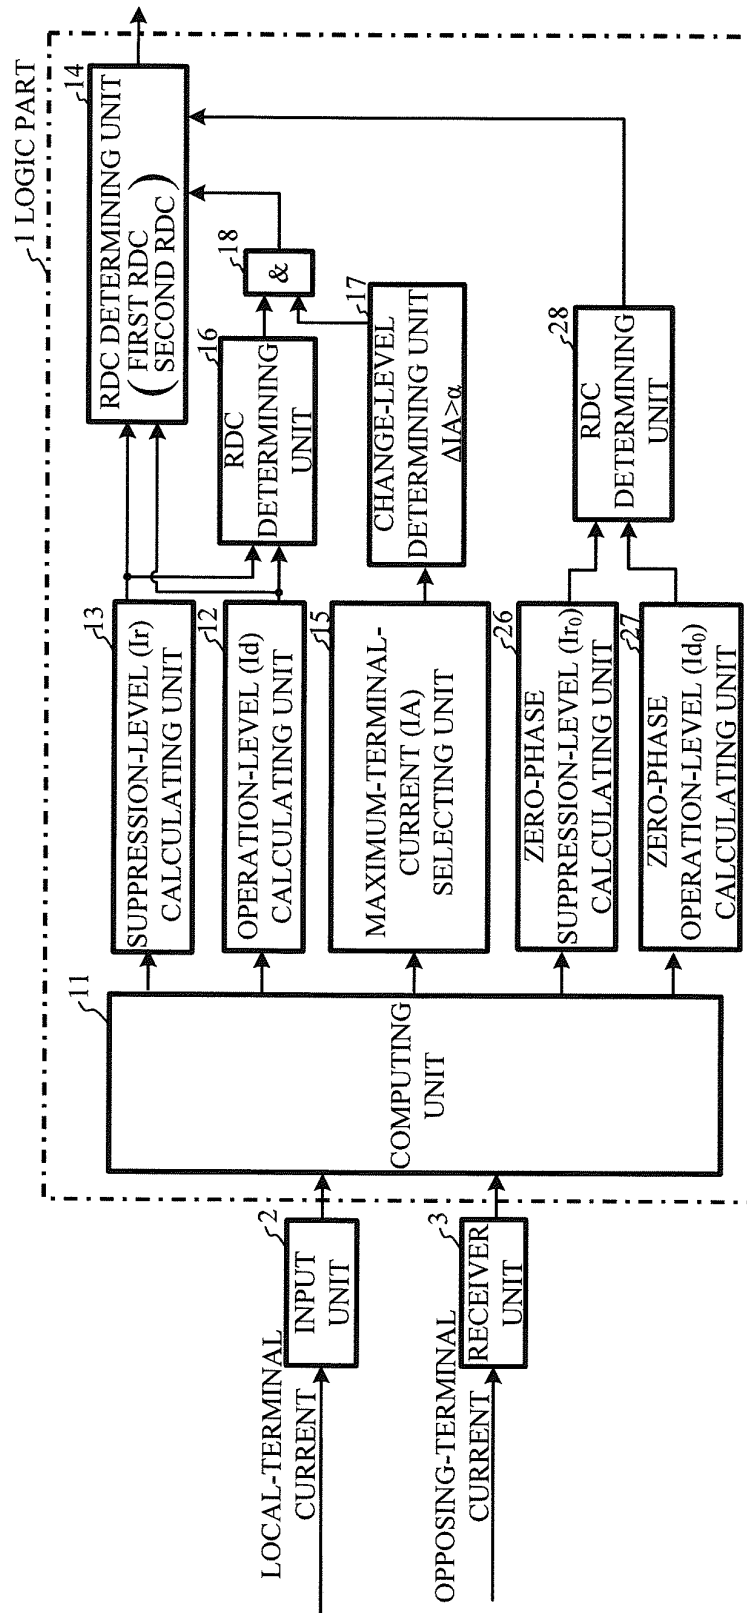 1 LOGIC PART
LOCAL-TERMINAL
CURRENT
2
INPUT
UNIT
OPPOSING-TERMINAL
CURRENT
3
RECEIVER
UNIT
11
COMPUTING
UNIT
13
SUPPRESSION-LEVEL (Ir)
CALCULATING UNIT
12
OPERATION-LEVEL (Id)
CALCULATING UNIT
15
MAXIMUM-TERMINAL-
CURRENT (IA)
SELECTING UNIT
26
ZERO-PHASE
SUPPRESSION-LEVEL (Ir₀)
CALCULATING UNIT
27
ZERO-PHASE
OPERATION-LEVEL (Id₀)
CALCULATING UNIT
16
RDC
DETERMINING
UNIT
17
CHANGE-LEVEL
DETERMINING UNIT
ΔIA>α
18
&
28
RDC
DETERMINING
UNIT
14
RDC DETERMINING UNIT
(FIRST RDC
SECOND RDC)